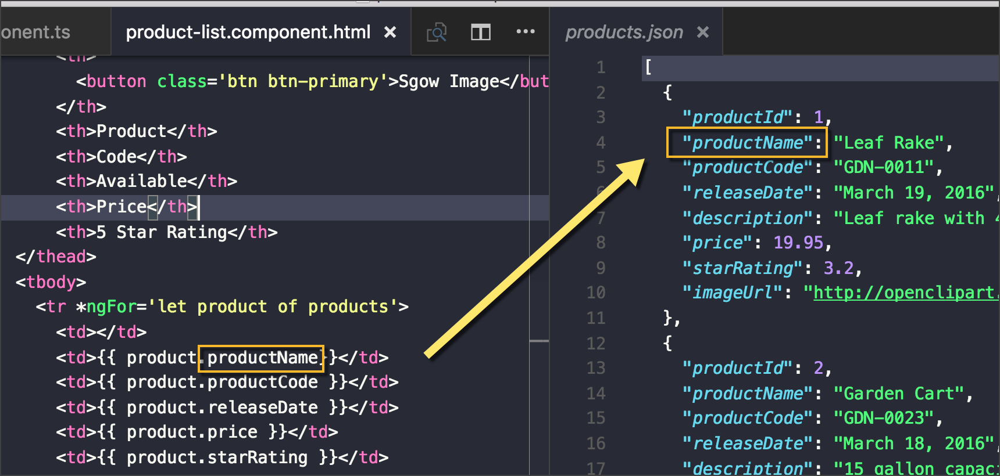 onent.ts
product-list.component.html ×
<th>
<button class='btn btn-primary'>Sgow Image</but
</th>
<th>Product</th>
<th>Code</th>
<th>Available</th>
<th>Price</th>
<th>5 Star Rating</th>
</thead>
<tbody>
<tr *ngFor='let product of products'>
<td></td>
<td>{{ product.productName}}</td>
<td>{{ product.productCode }}</td>
<td>{{ product.releaseDate }}</td>
<td>{{ product.price }}</td>
<td>{{ product.starRating }}</td>
products.json ×
1 [
2 {
3 "productId": 1,
4 "productName": "Leaf Rake",
5 "productCode": "GDN-0011",
6 "releaseDate": "March 19, 2016",
7 "description": "Leaf rake with 4
8 "price": 19.95,
9 "starRating": 3.2,
10 "imageUrl": "http://openclipart.
11 },
12 {
13 "productId": 2,
14 "productName": "Garden Cart",
15 "productCode": "GDN-0023",
16 "releaseDate": "March 18, 2016",
17 "description": "15 gallon capaci